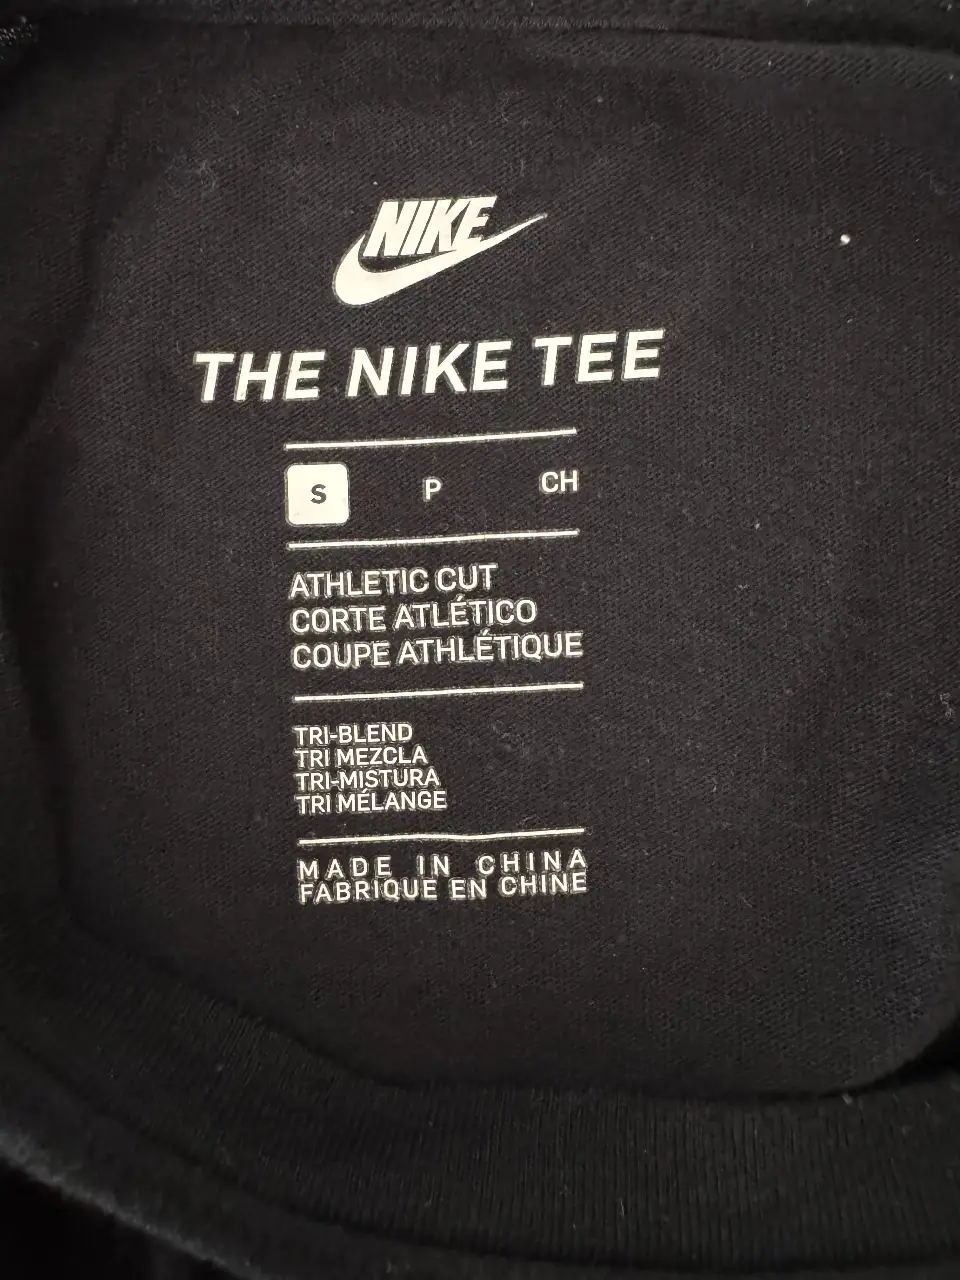 NIKE
THE NIKE TEE
S P CH
ATHLETIC CUT
CORTE ATLÉTICO
COUPE ATHLÉTIQUE
TRI-BLEND
TRI MEZCLA
TRI-MISTURA
TRI MÉLANGE
MADE IN CHINA
FABRIQUE EN CHINE